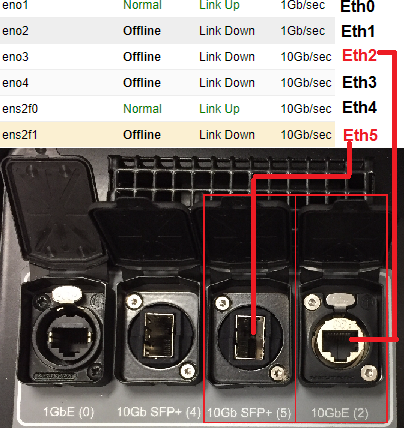 eno1 Normal Link Up 1Gb/sec Eth0
eno2 Offline Link Down 1Gb/sec Eth1
eno3 Offline Link Down 10Gb/sec Eth2
eno4 Offline Link Down 10Gb/sec Eth3
ens2f0 Normal Link Up 10Gb/sec Eth4
ens2f1 Offline Link Down 10Gb/sec Eth5
1GbE (0) 10Gb SFP+ (4) 10Gb SFP+ (5) 10GbE (2)